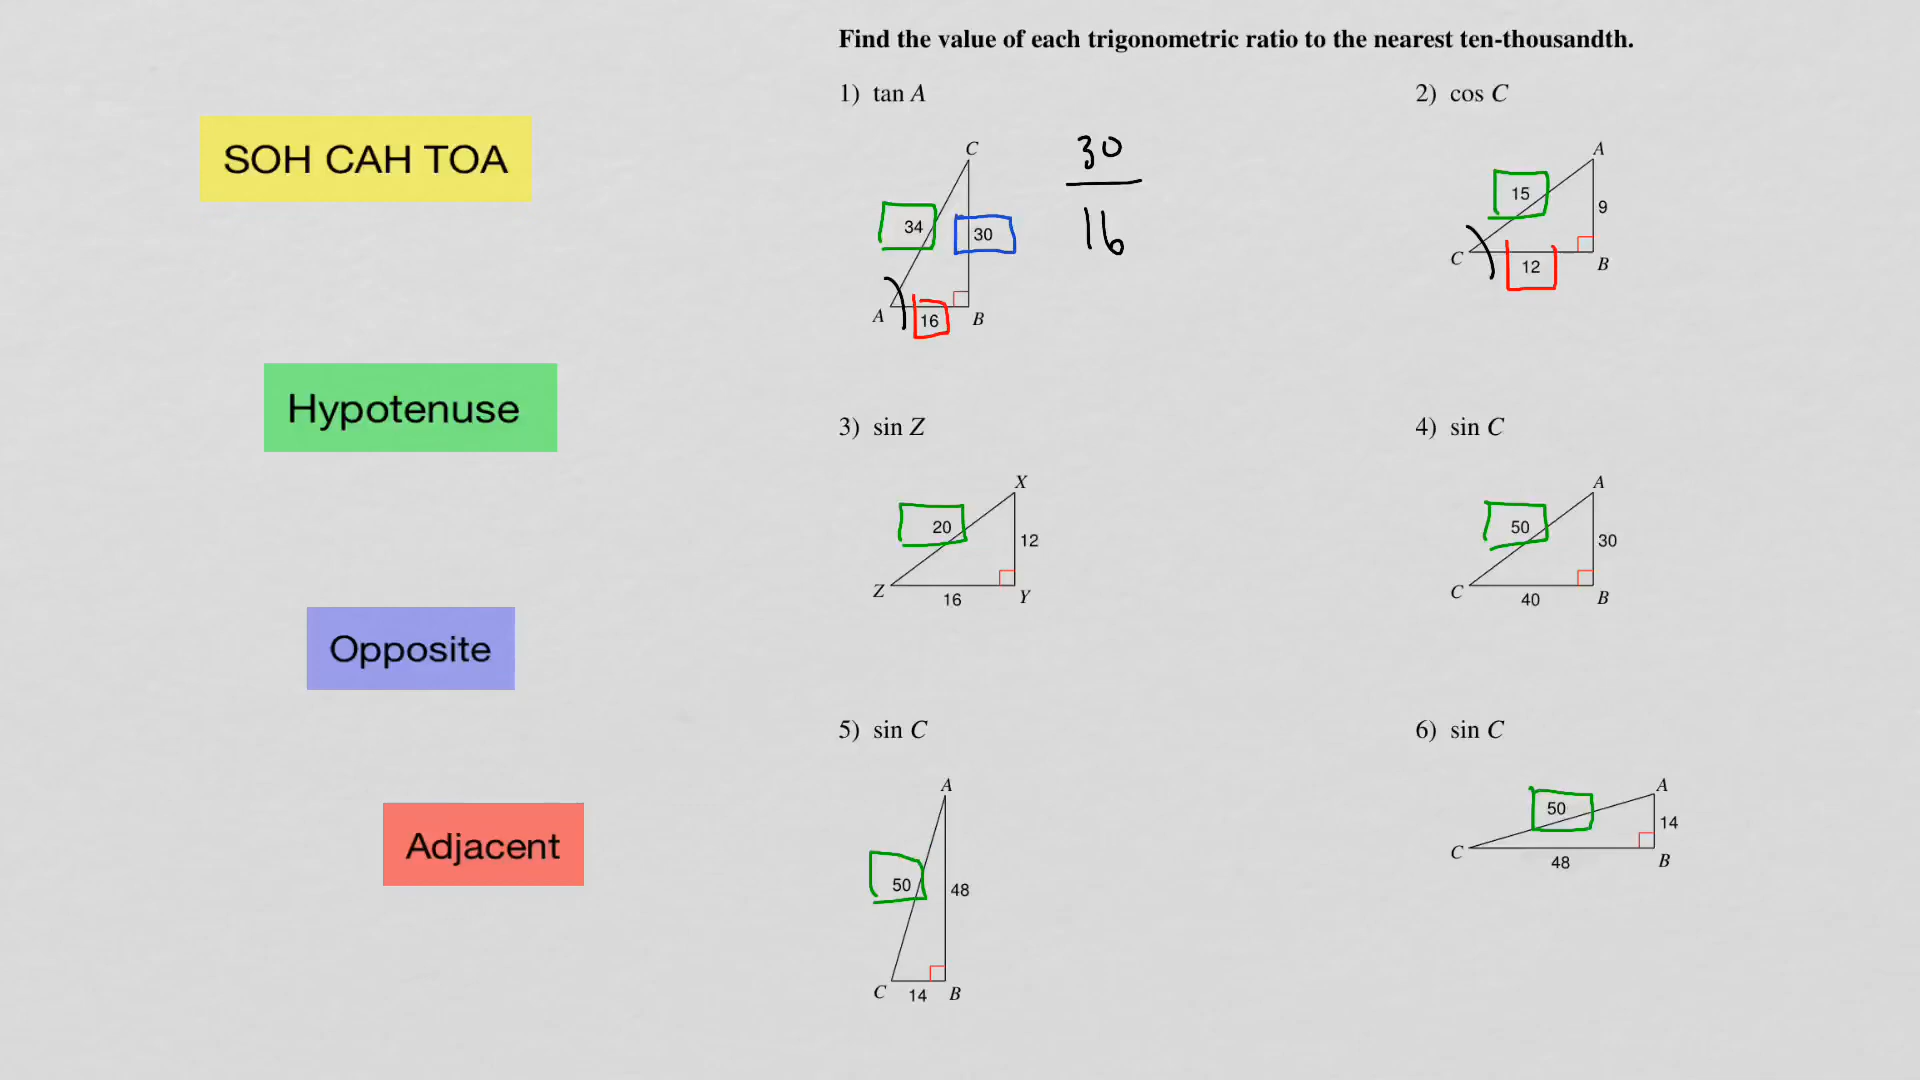 Find the value of each trigonometric ratio to the nearest ten-thousandth.
SOH CAH TOA
Hypotenuse
Opposite
Adjacent
1) tan A
C
34
30
A
16
B
30
16
2) cos C
A
15
9
C
12
B
3) sin Z
X
20
12
Z
16
Y
4) sin C
A
50
30
C
40
B
5) sin C
A
50
48
C
14
B
6) sin C
A
50
14
C
48
B